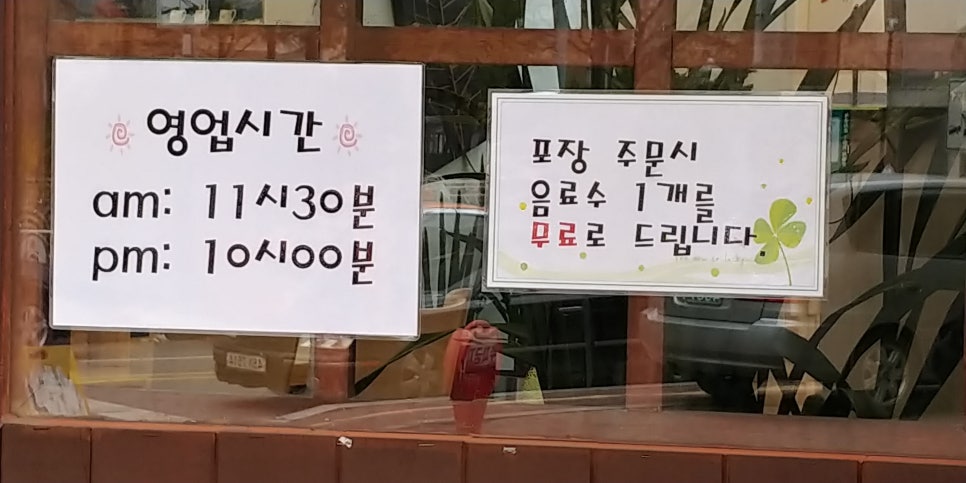 영업시간
am: 11시30분
pm: 10시00분
포장 주문시
음료수 1개를
무료로 드립니다.